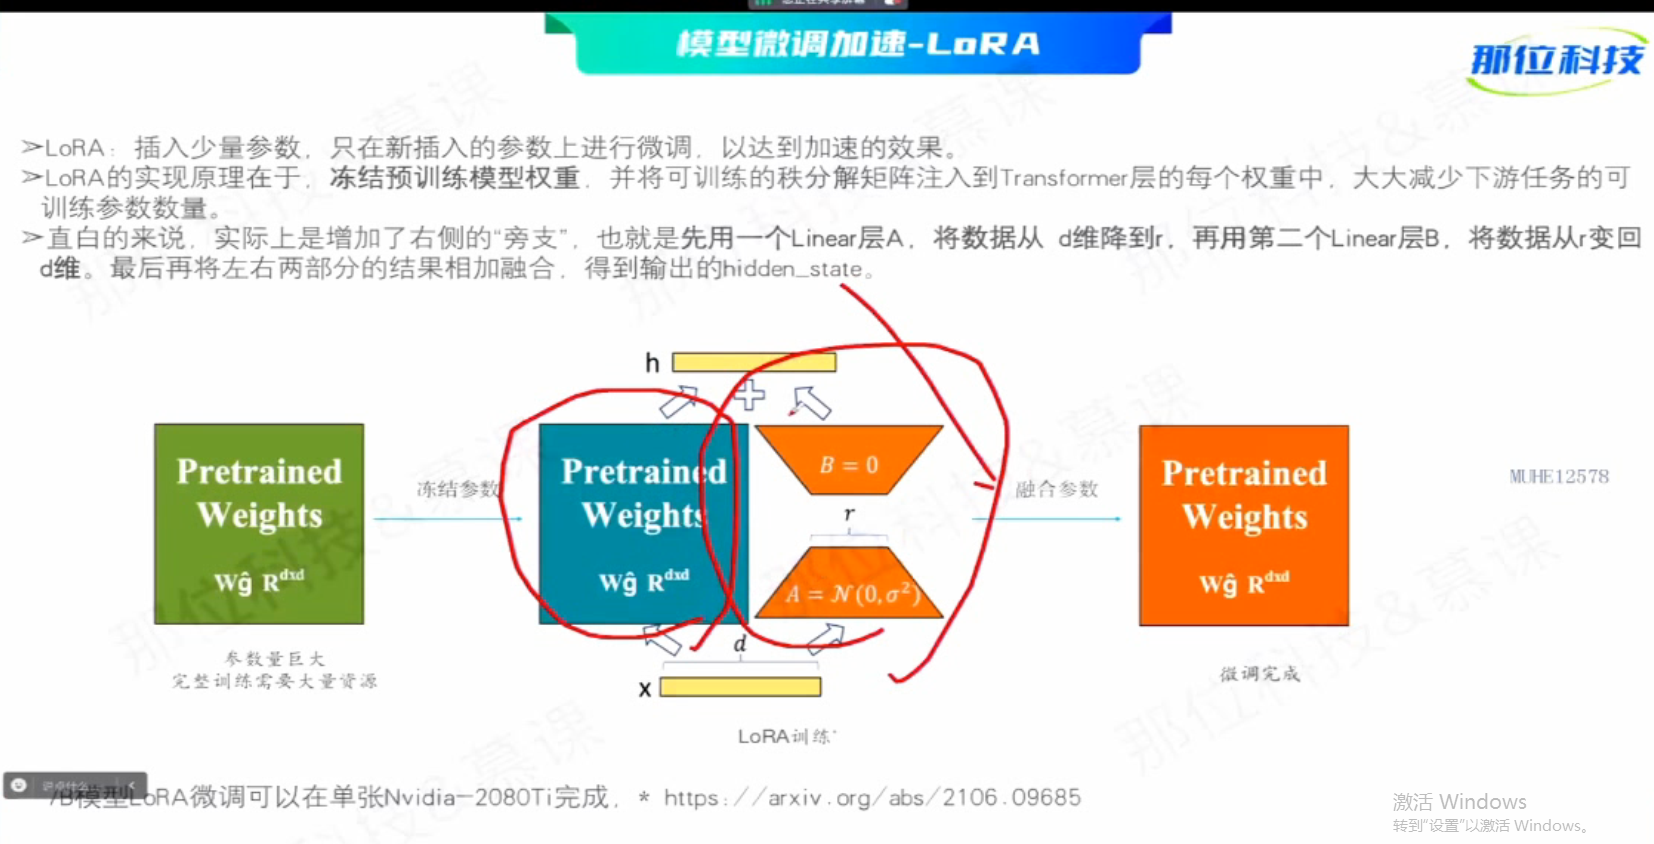 模型微调加速-LoRA
那位科技
➢LoRA：插入少量参数，只在新插入的参数上进行微调，以达到加速的效果。
➢LoRA的实现原理在于，冻结预训练模型权重，并将可训练的秩分解矩阵注入到Transformer层的每个权重中，大大减少下游任务的可
训练参数数量。
➢直白的来说，实际上是增加了右侧的“旁支”，也就是先用一个Linear层A，将数据从 d维降到r，再用第二个Linear层B，将数据从r变回
d维。最后再将左右两部分的结果相加融合，得到输出的hidden_state。
h
Pretrained
Weights
Wĝ R^dxd
参数量巨大
完整训练需要大量资源
冻结参数
Pretrained
Weights
Wĝ R^dxd
B = 0
r
A = N(0,σ²)
d
x
LoRA训练
融合参数
Pretrained
Weights
Wĝ R^dxd
微调完成
MUHE12578
B模型LoRA微调可以在单张Nvidia-2080Ti完成，* https://arxiv.org/abs/2106.09685
激活 Windows
转到“设置”以激活 Windows。
那位科技&慕课